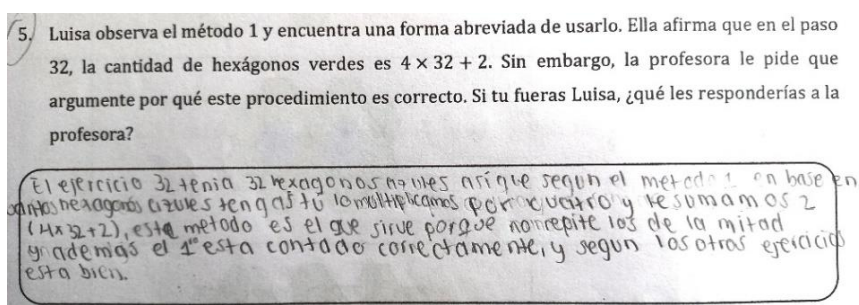 5. Luisa observa el método 1 y encuentra una forma abreviada de usarlo. Ella afirma que en el paso
32, la cantidad de hexágonos verdes es 4 × 32 + 2. Sin embargo, la profesora le pide que
argumente por qué este procedimiento es correcto. Si tu fueras Luisa, ¿qué les responderías a la
profesora?
El ejercicio 32 tenia 32 hexagonos azules asi que segun el metodo 1 en base en
cuantos hexagonos azules tengas tu lo multiplicamos por cuatro y le sumamos 2
(4x32+2), este metodo es el que sirve porque no repite los de la mitad
y ademas el 1° esta contado correctamente, y segun los otros ejercicios
esta bien.